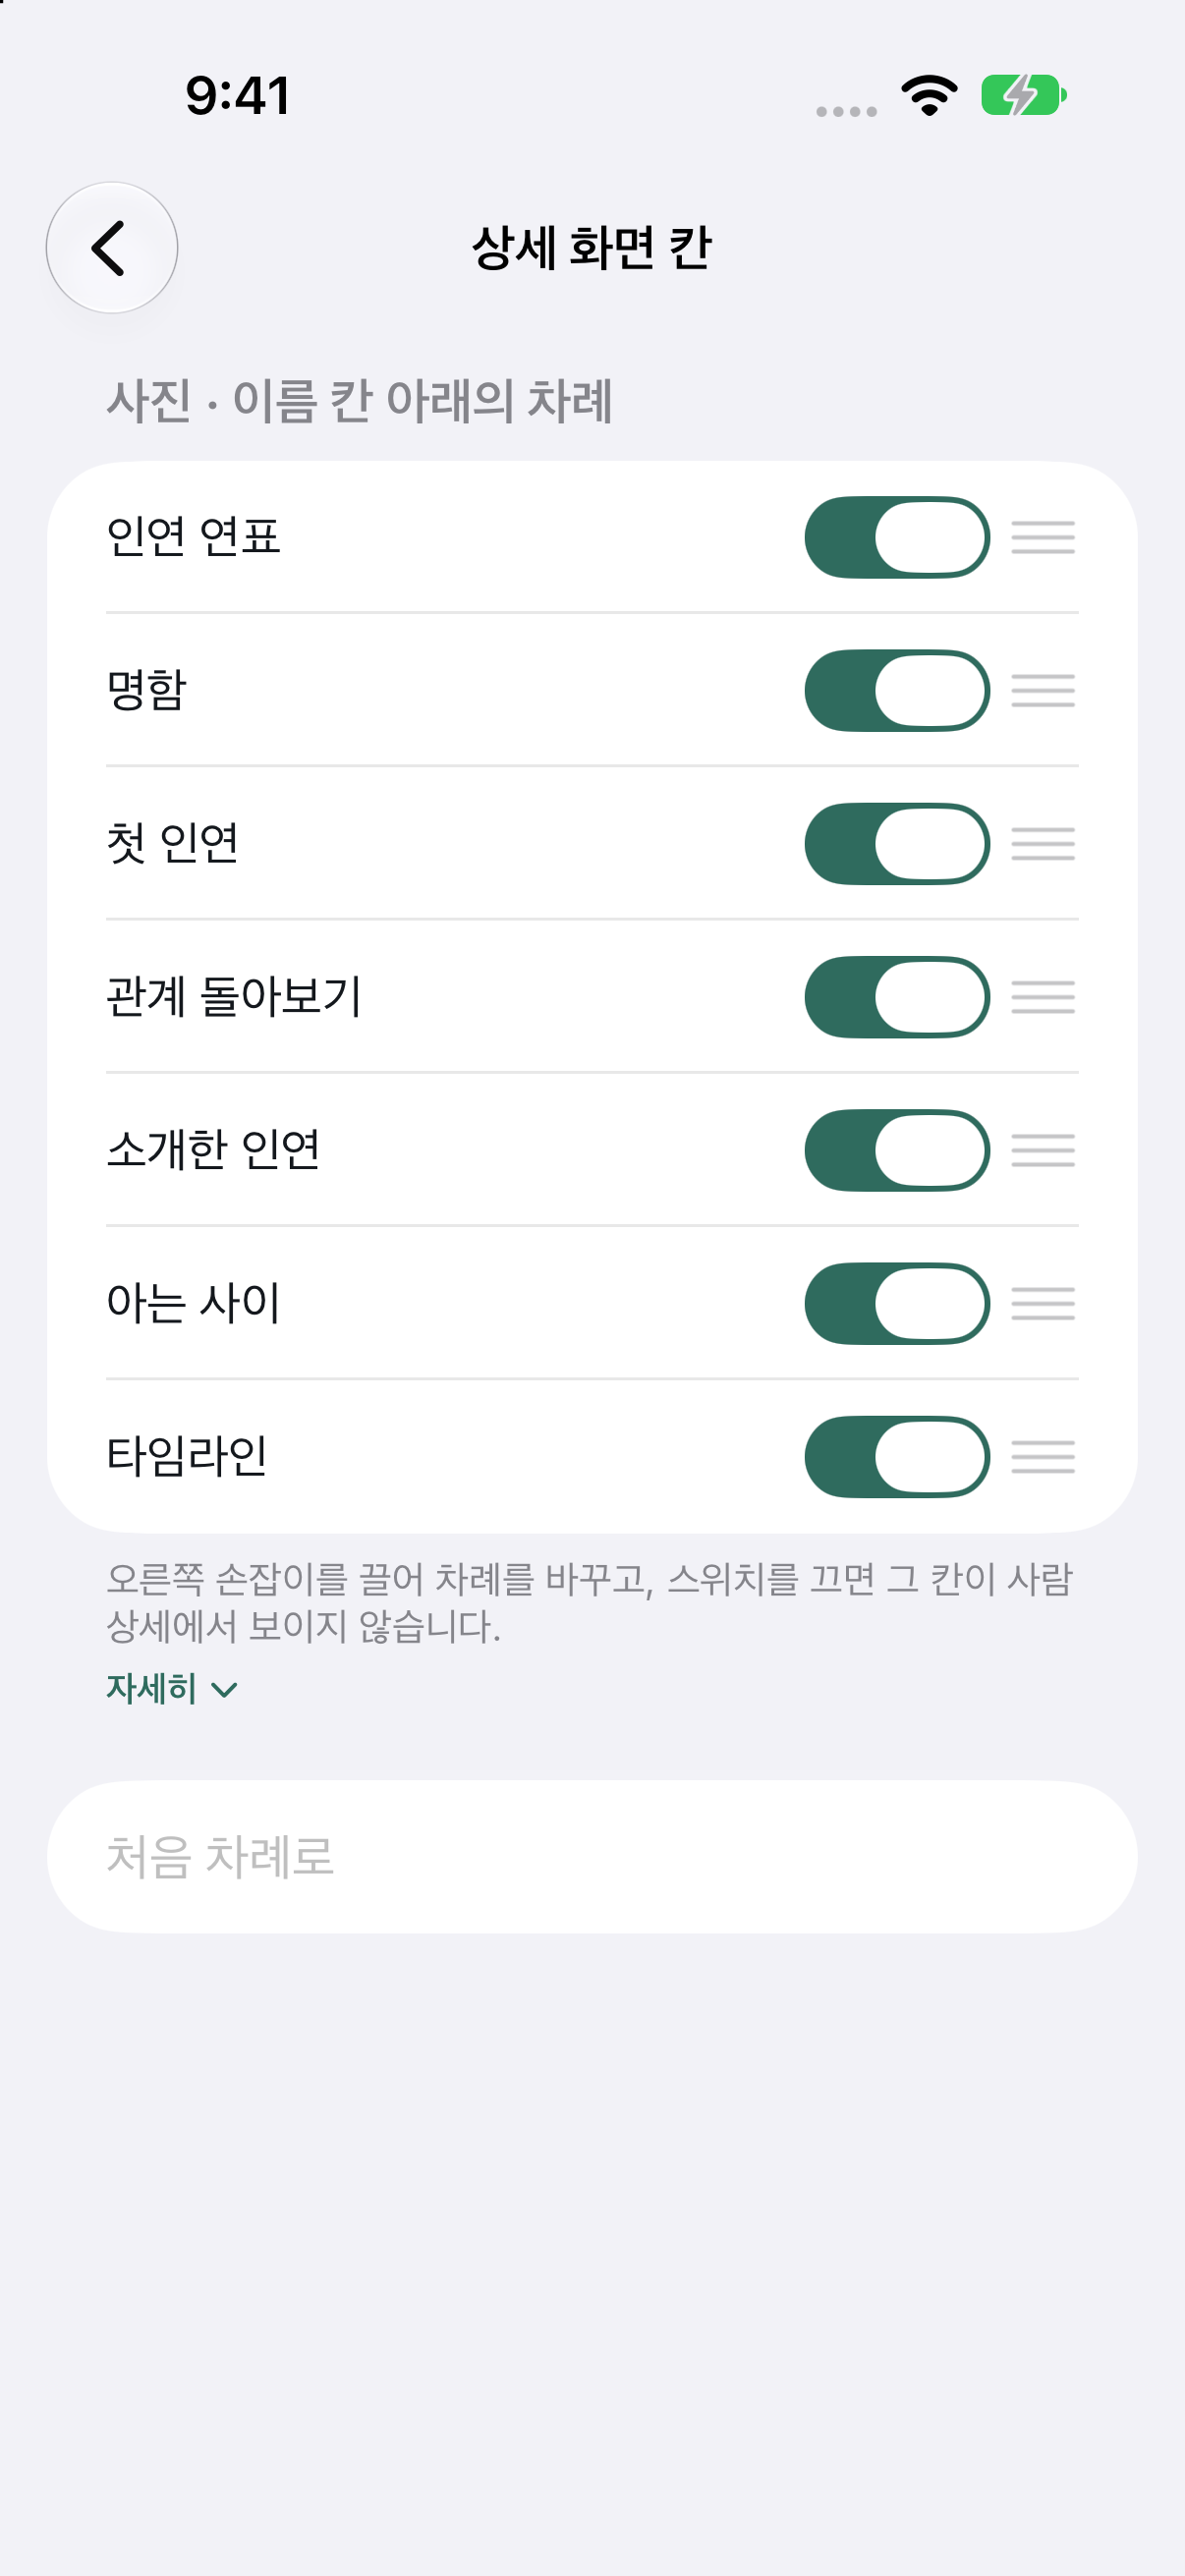 9:41
상세 화면 칸
사진 · 이름 칸 아래의 차례
인연 연표
명함
첫 인연
관계 돌아보기
소개한 인연
아는 사이
타임라인
오른쪽 손잡이를 끌어 차례를 바꾸고, 스위치를 끄면 그 칸이 사람
상세에서 보이지 않습니다.
자세히
처음 차례로